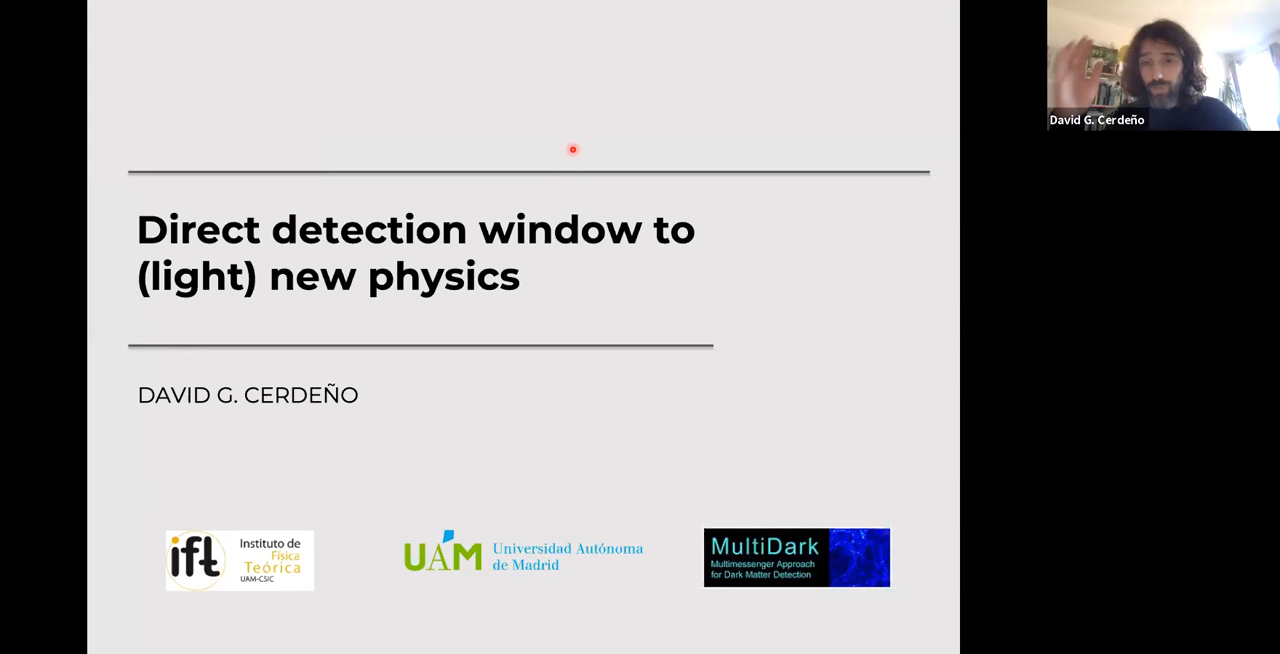 David G. Cerdeño
Direct detection window to
(light) new physics
DAVID G. CERDEÑO
ift
Instituto de
Física
Teórica
UAM-CSIC
UAM
Universidad Autónoma
de Madrid
MultiDark
Multimessenger Approach
for Dark Matter Detection